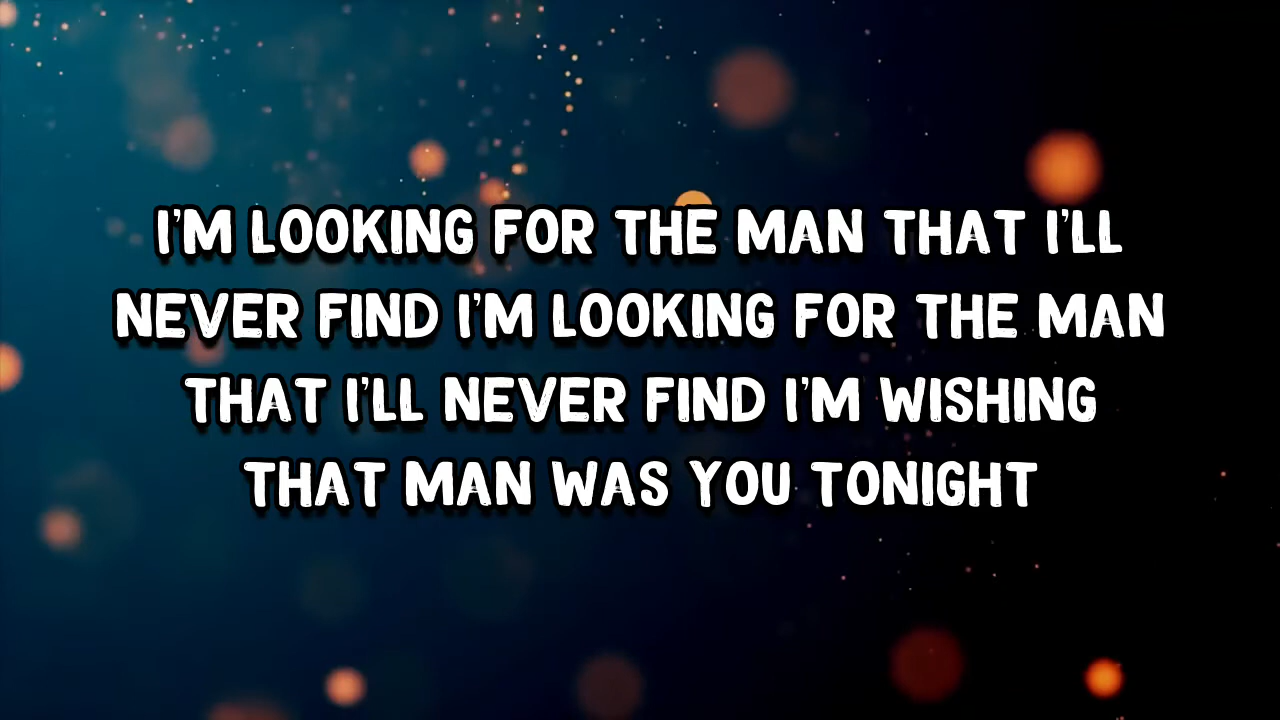 I'M LOOKING FOR THE MAN THAT I'LL
NEVER FIND I'M LOOKING FOR THE MAN
THAT I'LL NEVER FIND I'M WISHING
THAT MAN WAS YOU TONIGHT